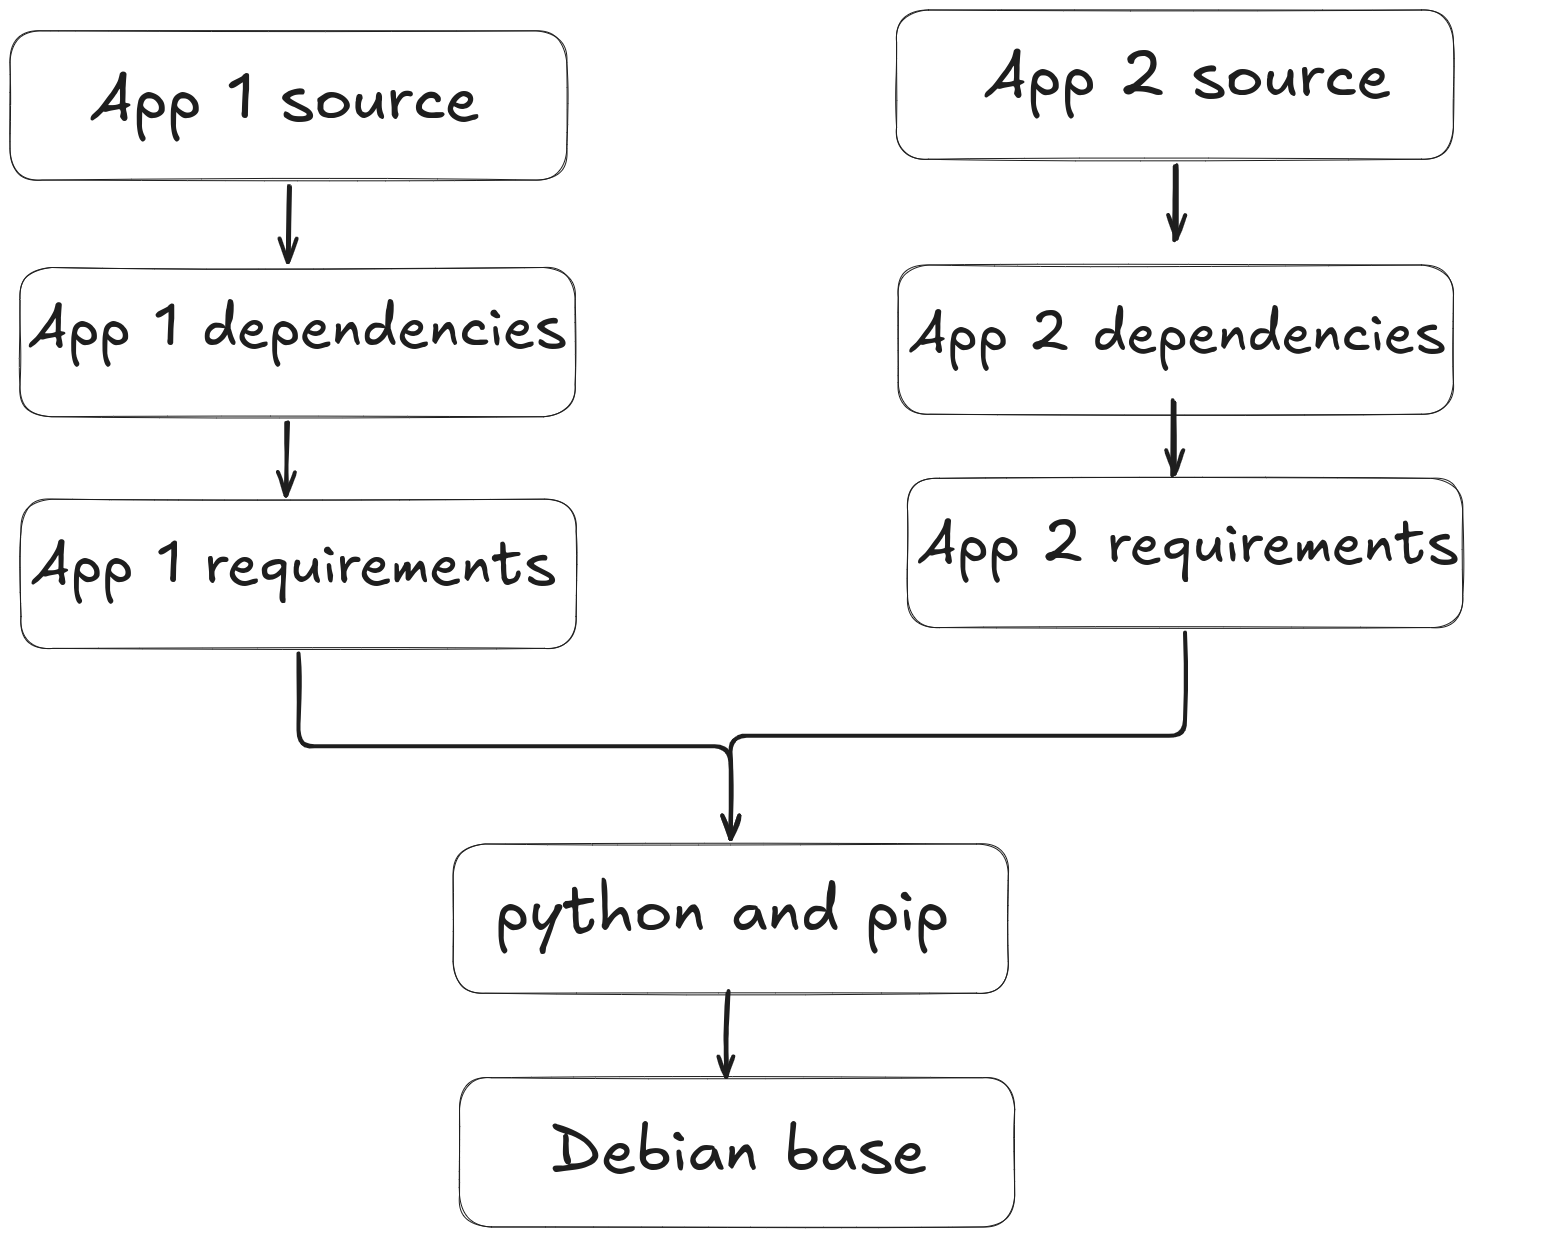 App 1 source
App 2 source
App 1 dependencies
App 2 dependencies
App 1 requirements
App 2 requirements
python and pip
Debian base